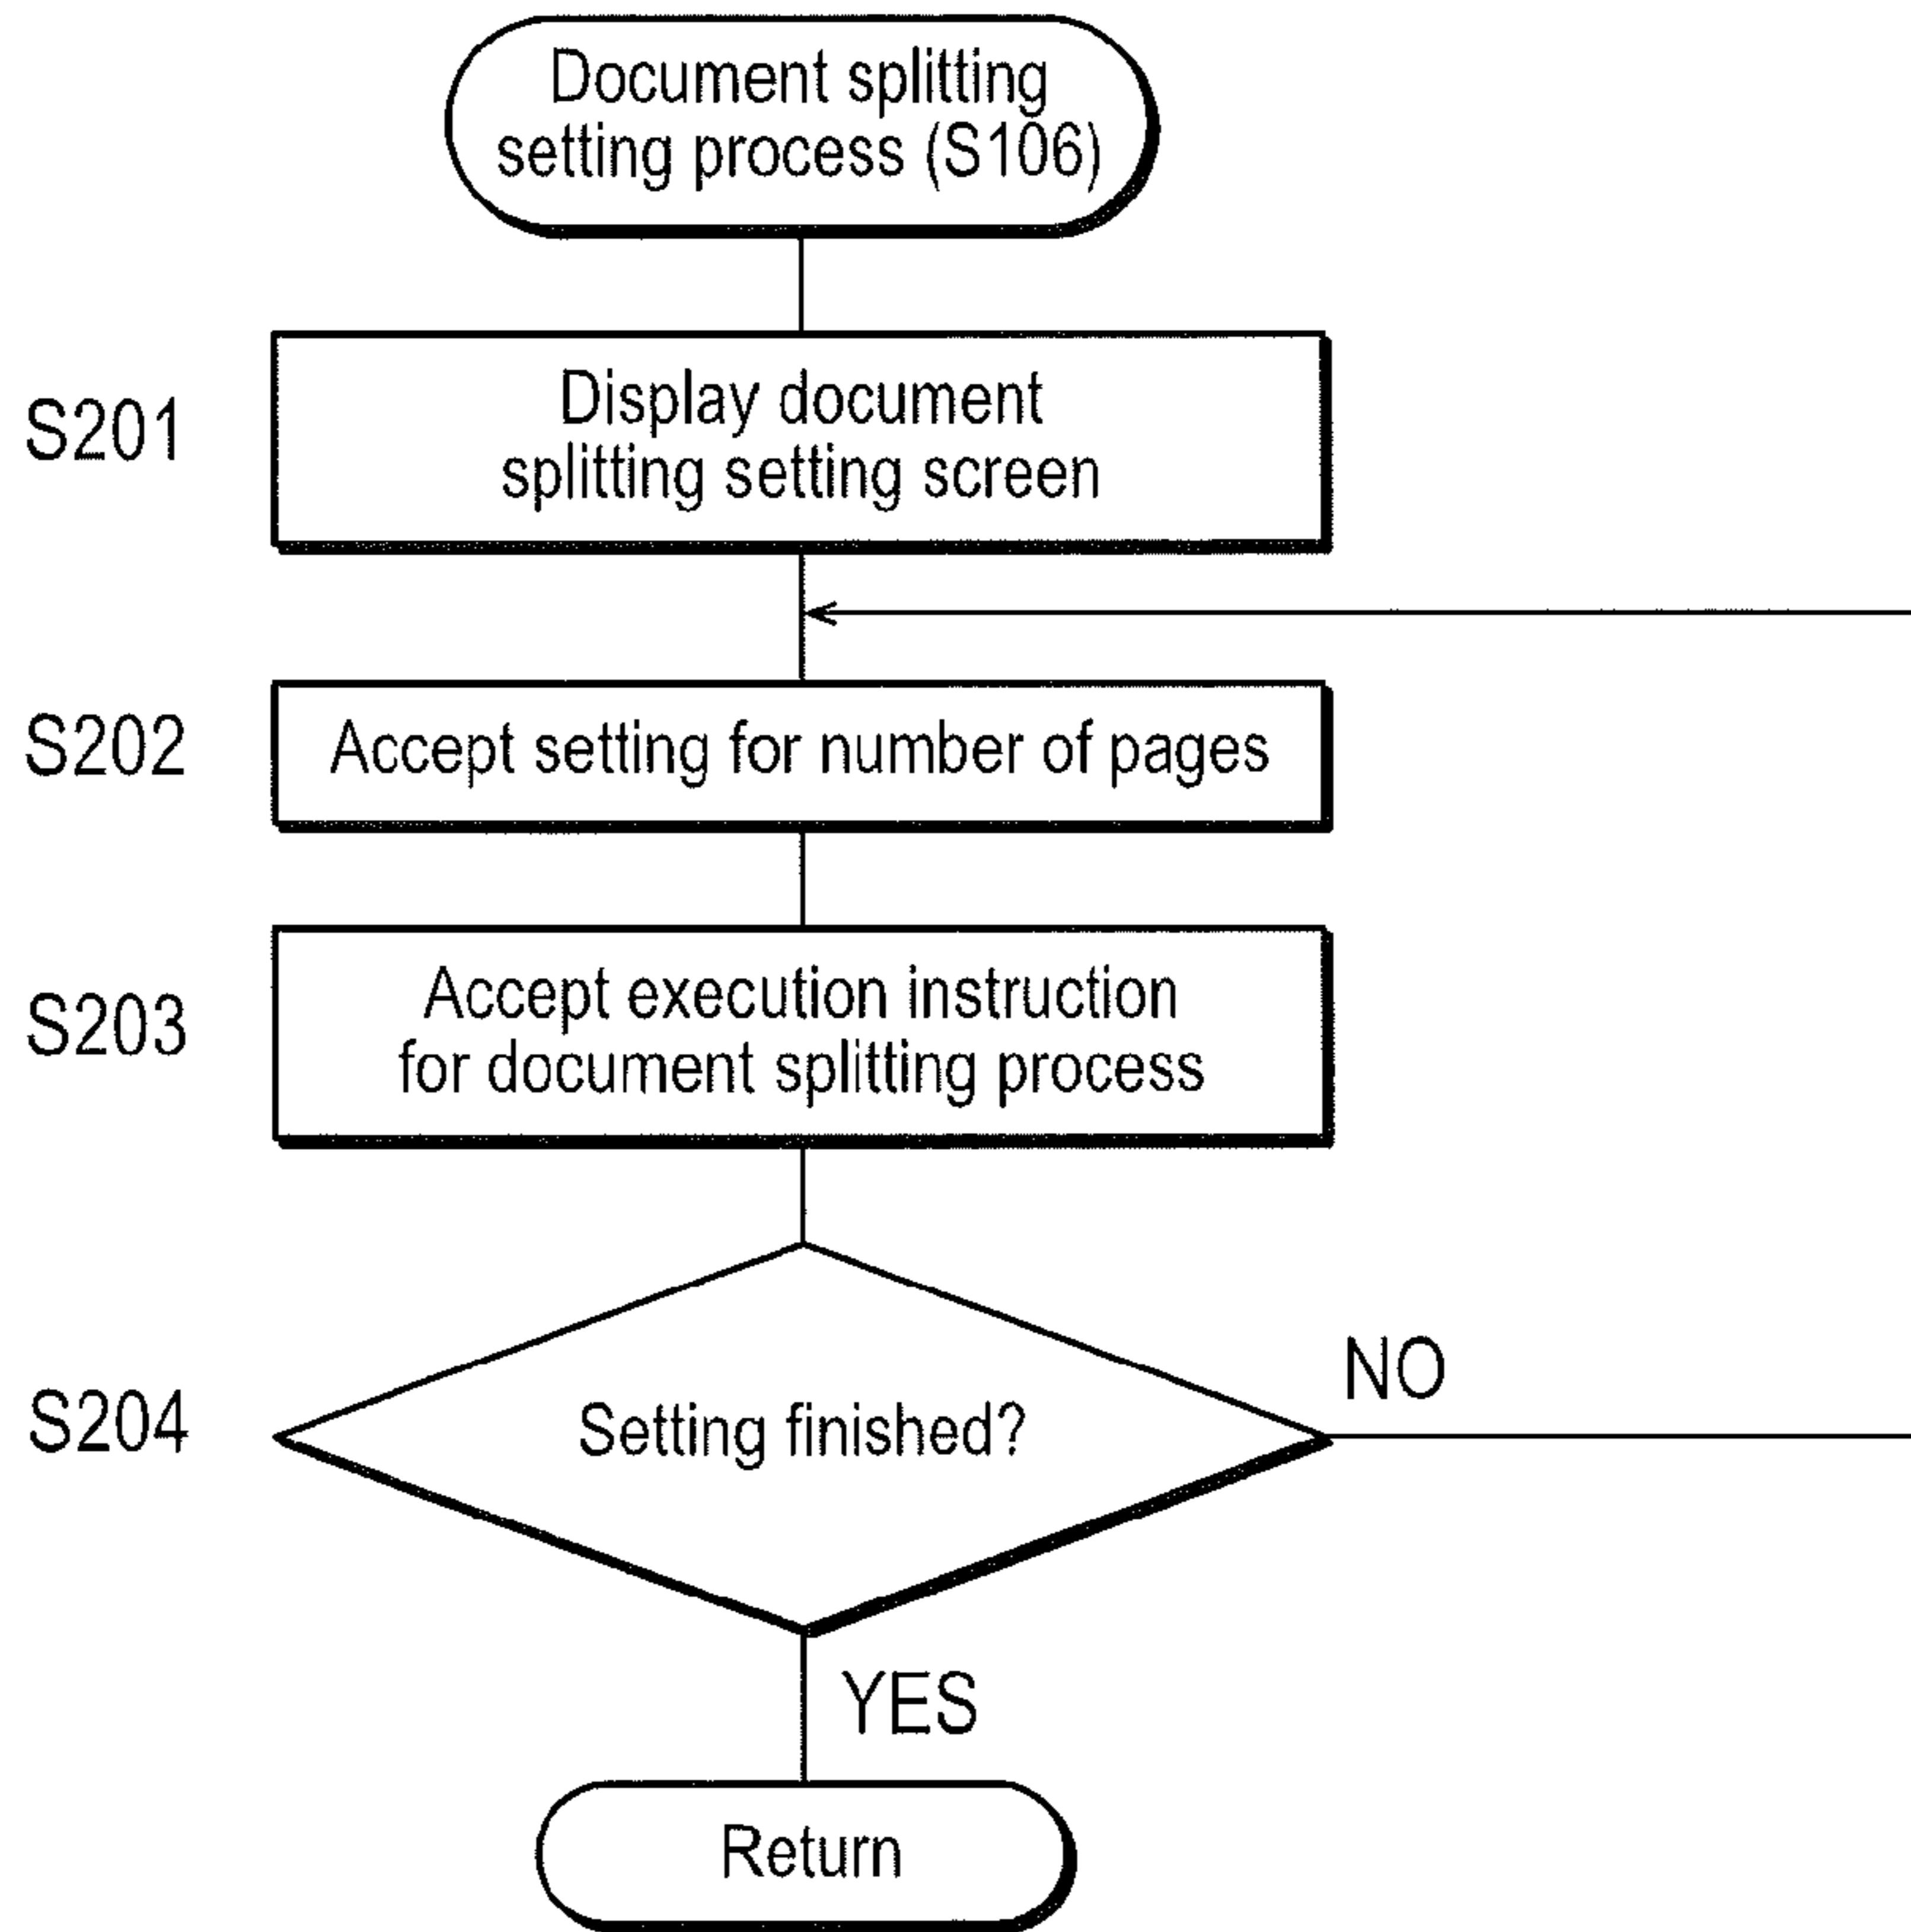 Document splitting
setting process (S106)
S201
Display document
splitting setting screen
S202
Accept setting for number of pages
S203
Accept execution instruction
for document splitting process
S204
Setting finished?
NO
YES
Return